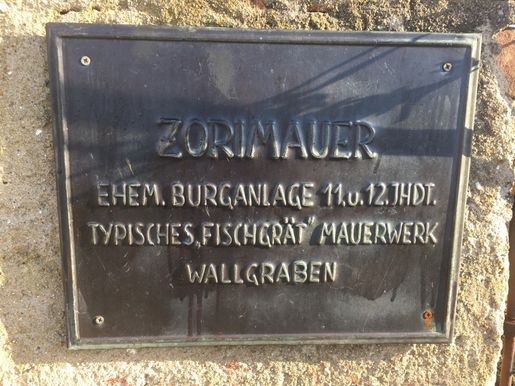 ZORIMAUER
EHEM. BURGANLAGE 11.u.12.JHDT.
TYPISCHES „FISCHGRÄT" MAUERWERK
WALLGRABEN